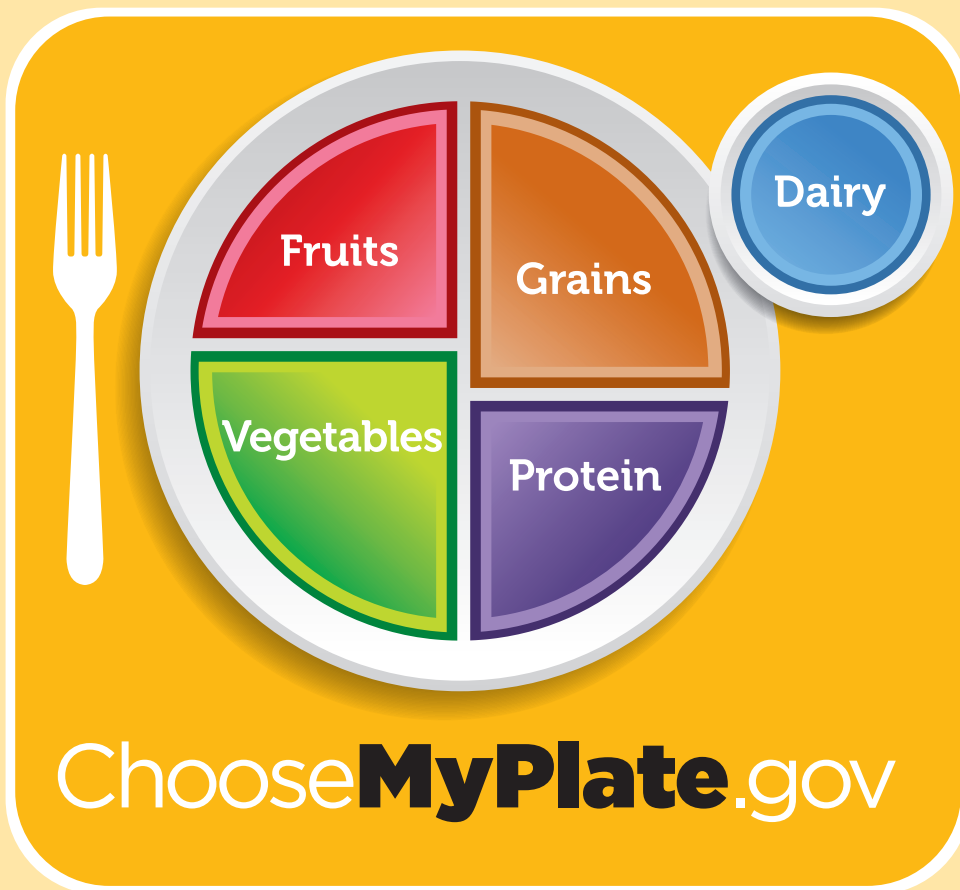 Dairy
Fruits
Grains
Vegetables
Protein
ChooseMyPlate.gov